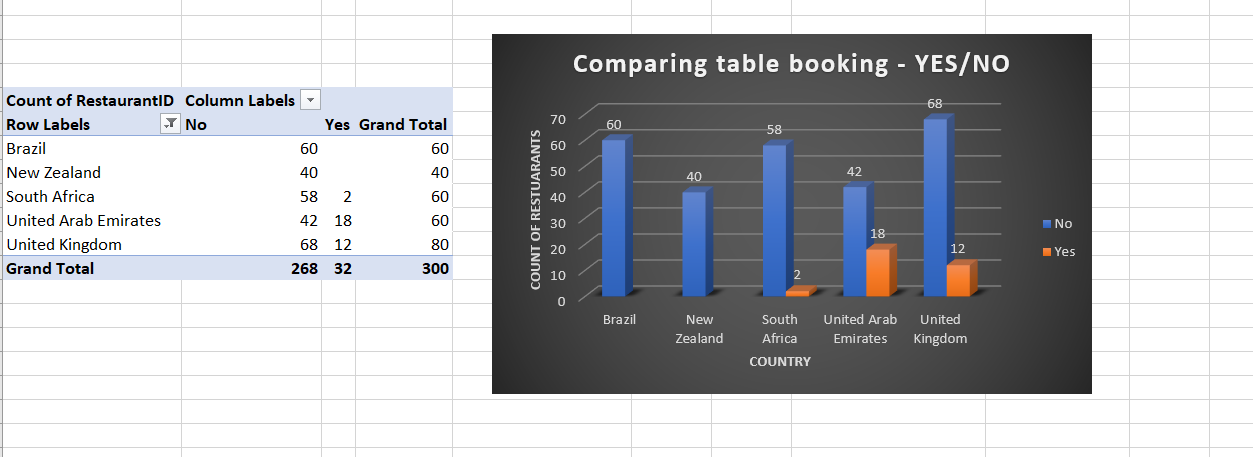 Count of RestaurantID Column Labels
Row Labels No Yes Grand Total
Brazil 60 60
New Zealand 40 40
South Africa 58 2 60
United Arab Emirates 42 18 60
United Kingdom 68 12 80
Grand Total 268 32 300
Comparing table booking - YES/NO
COUNT OF RESTUARANTS
70
60
50
40
30
20
10
0
60
40
58
2
42
18
68
12
Brazil
New Zealand
South Africa
United Arab Emirates
United Kingdom
COUNTRY
No
Yes